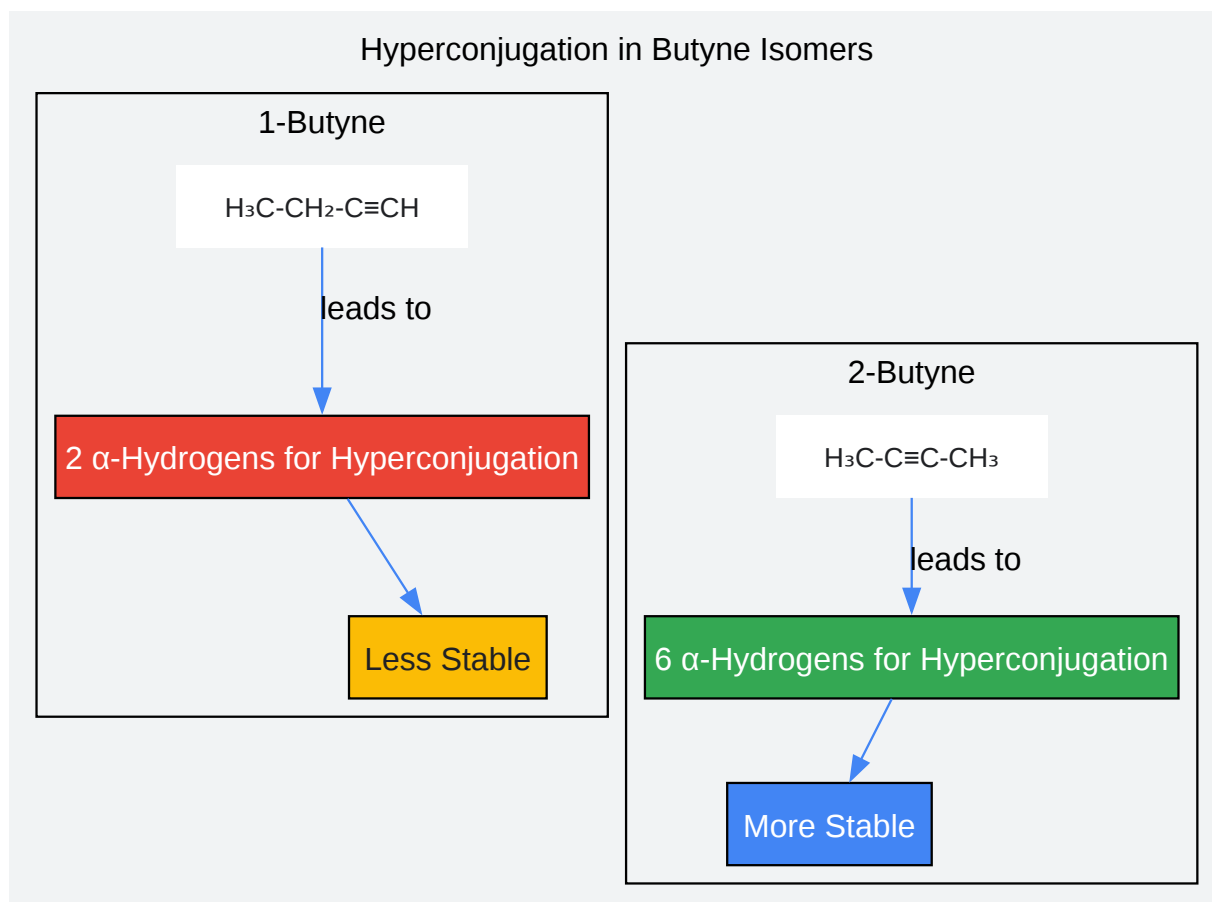 Hyperconjugation in Butyne Isomers
1-Butyne
H₃C-CH₂-C≡CH
leads to
2 α-Hydrogens for Hyperconjugation
Less Stable
2-Butyne
H₃C-C≡C-CH₃
leads to
6 α-Hydrogens for Hyperconjugation
More Stable